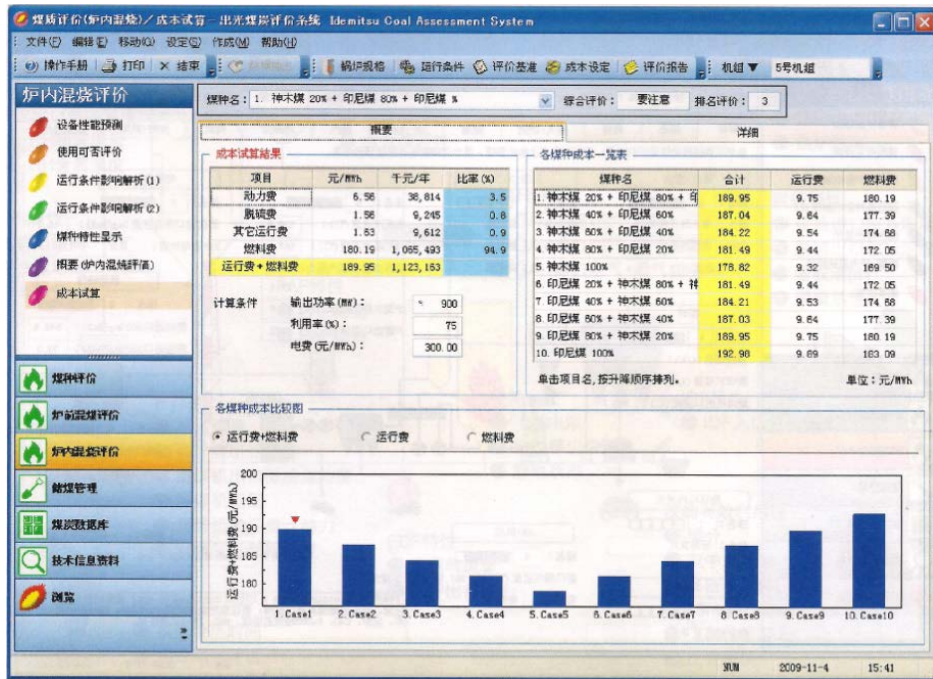 煤质评价(炉内混烧)/成本试算 - 出光煤炭评价系统 Idemitsu Coal Assessment System
文件(F) 编辑(E) 移动(G) 设定(S) 作成(M) 帮助(H)
操作手册 打印 结束 锅炉规格 运行条件 评价基准 成本设定 评价报告 机组▼ 5号机组
炉内混烧评价
设备性能预测
使用可否评价
运行条件影响解析(1)
运行条件影响解析(2)
煤种特性显示
概要(炉内混烧評価)
成本试算
煤种评价
炉前混煤评价
炉内混烧评价
储煤管理
煤炭数据库
技术信息资料
浏览
煤种名: 1. 神木煤 20% + 印尼煤 80% + 印尼煤 % 综合评价: 要注意 排名评价: 3
概要 详细
成本试算结果
项目 元/MWh 千元/年 比率(%)
动力费 6.56 38,814 3.5
脱硫费 1.56 9,245 0.8
其它运行费 1.63 9,612 0.9
燃料费 180.19 1,065,493 94.9
运行费+燃料费 189.95 1,123,163
计算条件 输出功率(MW): 900
利用率(%): 75
电费(元/MWh): 300.00
各煤种成本一览表
煤种名 合计 运行费 燃料费
1. 神木煤 20% + 印尼煤 80% + 印 189.95 9.75 180.19
2. 神木煤 40% + 印尼煤 60% 187.04 9.64 177.39
3. 神木煤 60% + 印尼煤 40% 184.22 9.54 174.68
4. 神木煤 80% + 印尼煤 20% 181.49 9.44 172.05
5. 神木煤 100% 178.82 9.32 169.50
6. 印尼煤 20% + 神木煤 80% + 神 181.49 9.44 172.05
7. 印尼煤 40% + 神木煤 60% 184.21 9.53 174.68
8. 印尼煤 60% + 神木煤 40% 187.03 9.64 177.39
9. 印尼煤 80% + 神木煤 20% 189.95 9.75 180.19
10. 印尼煤 100% 192.98 9.89 183.09
单击项目名,按升降顺序排列。 单位:元/MWh
各煤种成本比较图
运行费+燃料费 运行费 燃料费
运行费+燃料费(元/MWh)
200
195
190
185
180
1. Case1 2. Case2 3. Case3 4. Case4 5. Case5 6. Case6 7. Case7 8. Case8 9. Case9 10. Case10
NUM 2009-11-4 15:41